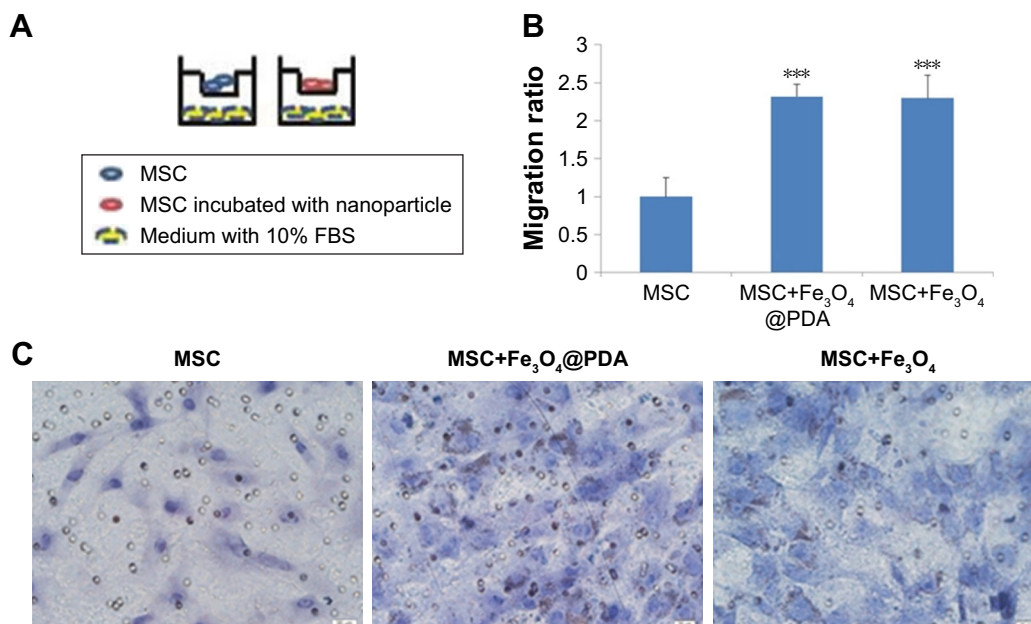 A
MSC
MSC incubated with nanoparticle
Medium with 10% FBS
B
Migration ratio
3
2.5
2
1.5
1
0.5
0
***
***
MSC
MSC+Fe₃O₄
@PDA
MSC+Fe₃O₄
C
MSC
MSC+Fe₃O₄@PDA
MSC+Fe₃O₄